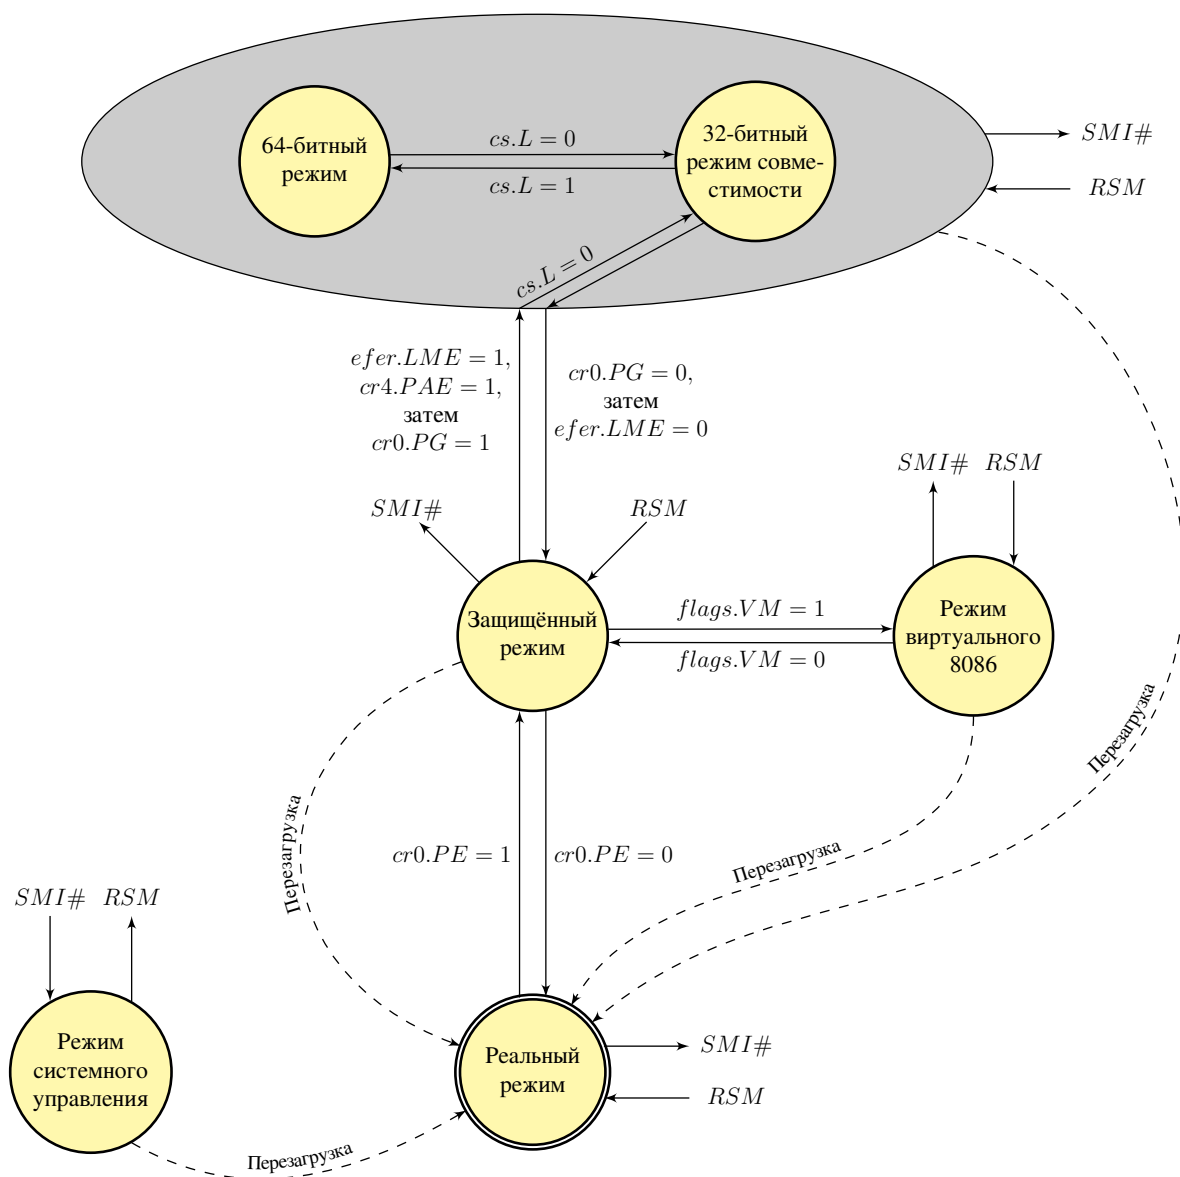 64-битный
режим
cs.L = 0
cs.L = 1
32-битный
режим совме-
стимости
SMI#
RSM
cs.L = 0
efer.LME = 1,
cr4.PAE = 1,
затем
cr0.PG = 1
cr0.PG = 0,
затем
efer.LME = 0
SMI#
RSM
SMI# RSM
Защищённый
режим
flags.VM = 1
flags.VM = 0
Режим
виртуального
8086
Перезагрузка
Перезагрузка
Перезагрузка
cr0.PE = 1
cr0.PE = 0
SMI# RSM
Режим
системного
управления
Реальный
режим
SMI#
RSM
Перезагрузка